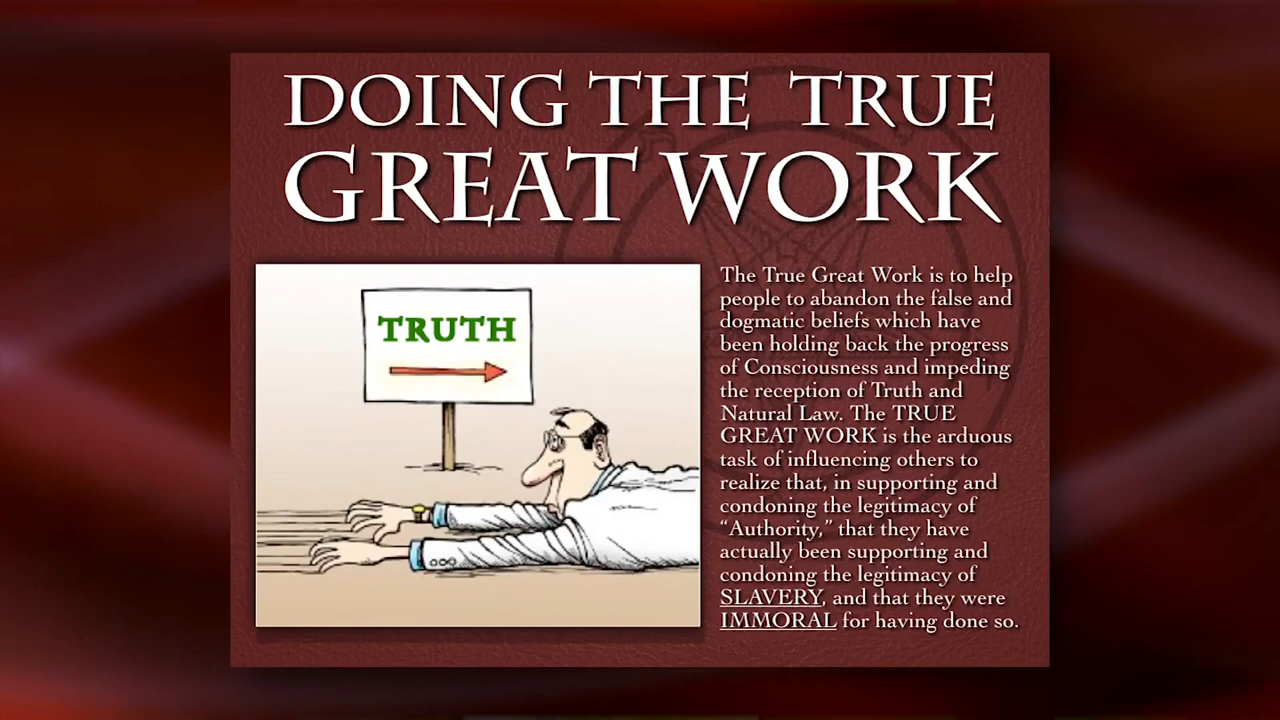 DOING THE TRUE
GREAT WORK
TRUTH
The True Great Work is to help
people to abandon the false and
dogmatic beliefs which have
been holding back the progress
of Consciousness and impeding
the reception of Truth and
Natural Law. The TRUE
GREAT WORK is the arduous
task of influencing others to
realize that, in supporting and
condoning the legitimacy of
“Authority,” that they have
actually been supporting and
condoning the legitimacy of
SLAVERY, and that they were
IMMORAL for having done so.